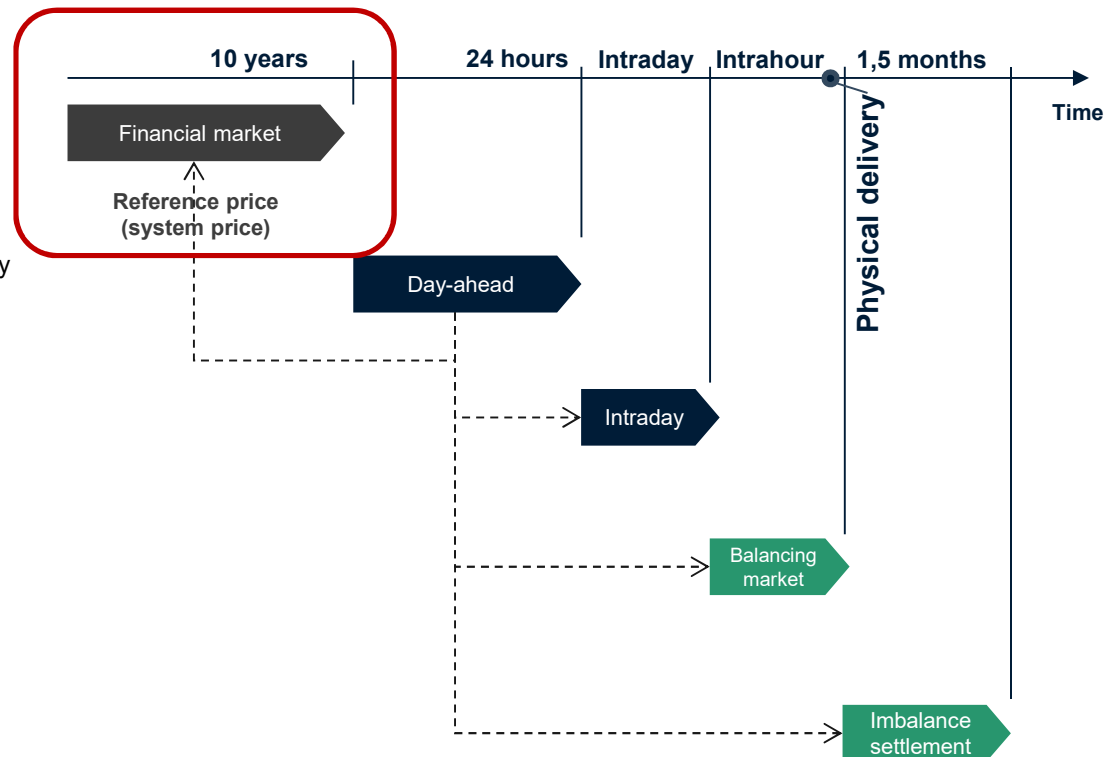 10 years
24 hours
Intraday
Intrahour
1,5 months
Time
Financial market
Reference price
(system price)
Physical delivery
y
Day-ahead
Intraday
Balancing
market
Imbalance
settlement